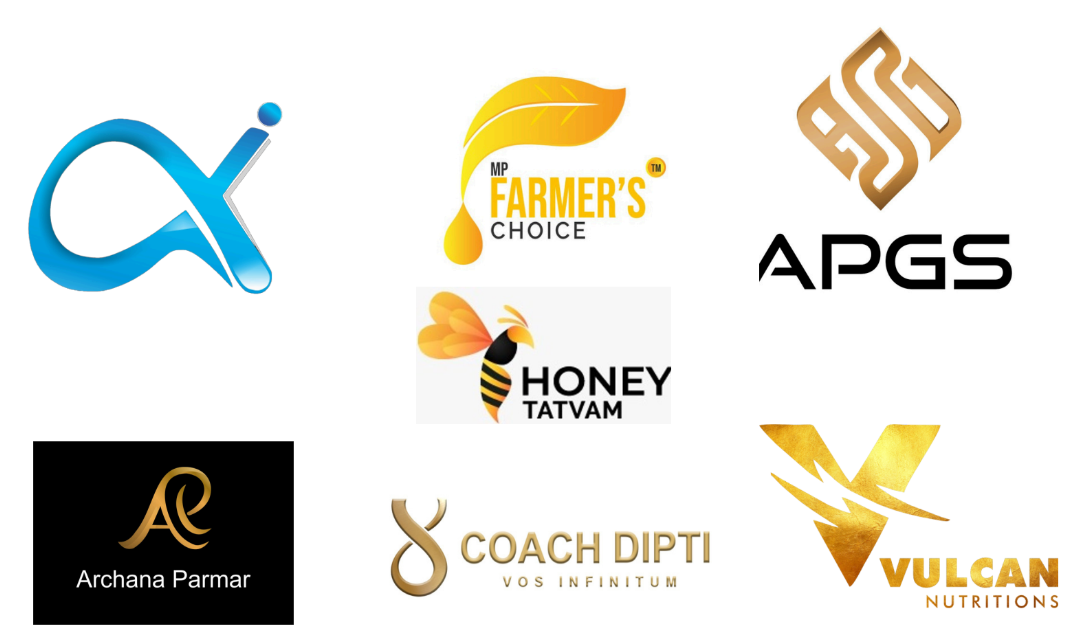 MP
FARMER'S
TM
CHOICE
APGS
HONEY
TATVAM
Archana Parmar
COACH DIPTI
VOS INFINITUM
VULCAN
NUTRITIONS